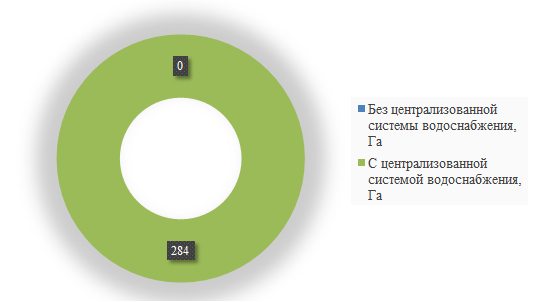 0
Без централизованной
системы водоснабжения,
Га
С централизованной
системой водоснабжения,
Га
284